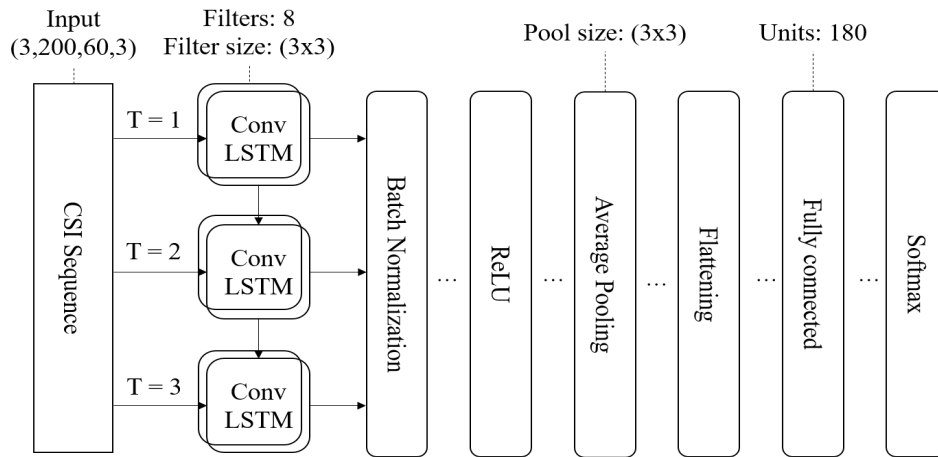 Input
(3,200,60,3)
Filters: 8
Filter size: (3x3)
Pool size: (3x3)
Units: 180
CSI Sequence
T = 1
Conv
LSTM
T = 2
Conv
LSTM
T = 3
Conv
LSTM
Batch Normalization
...
ReLU
...
Average Pooling
...
Flattening
...
Fully connected
...
Softmax